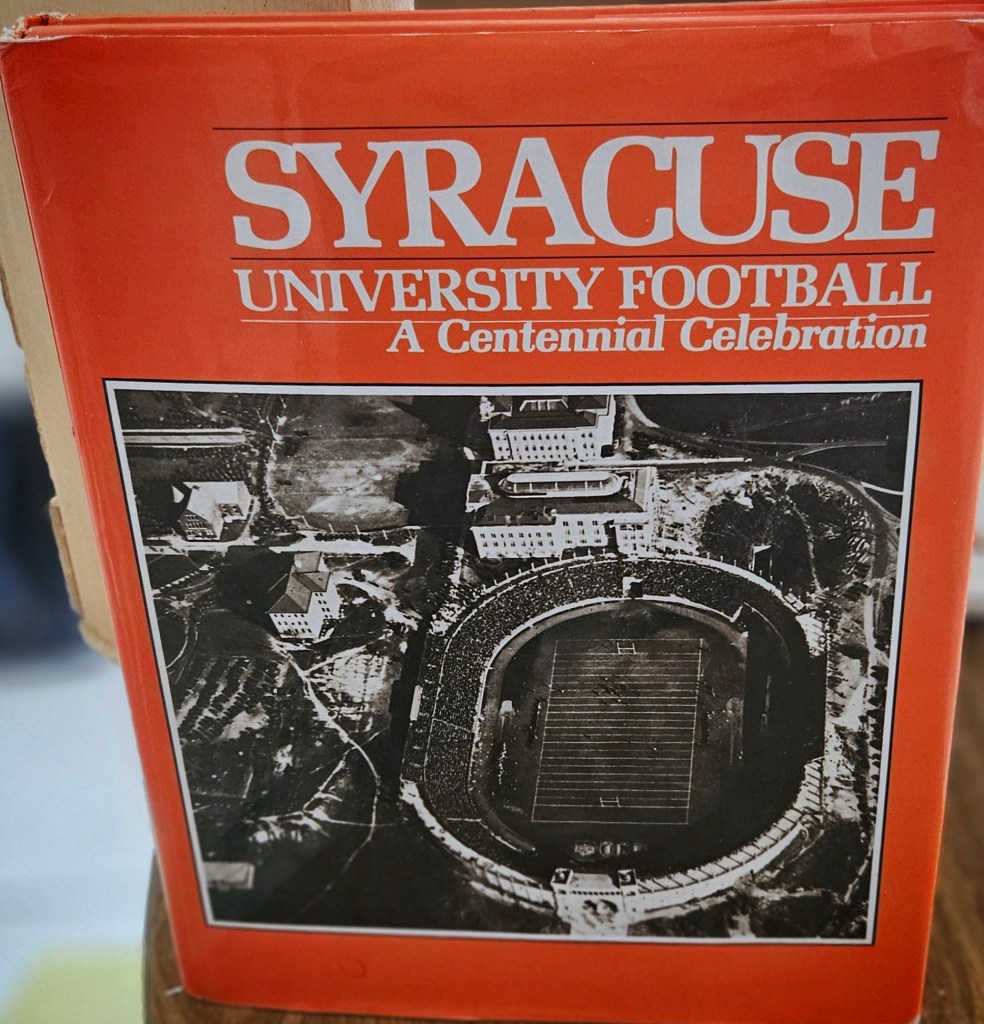 SYRACUSE
UNIVERSITY FOOTBALL
A Centennial Celebration